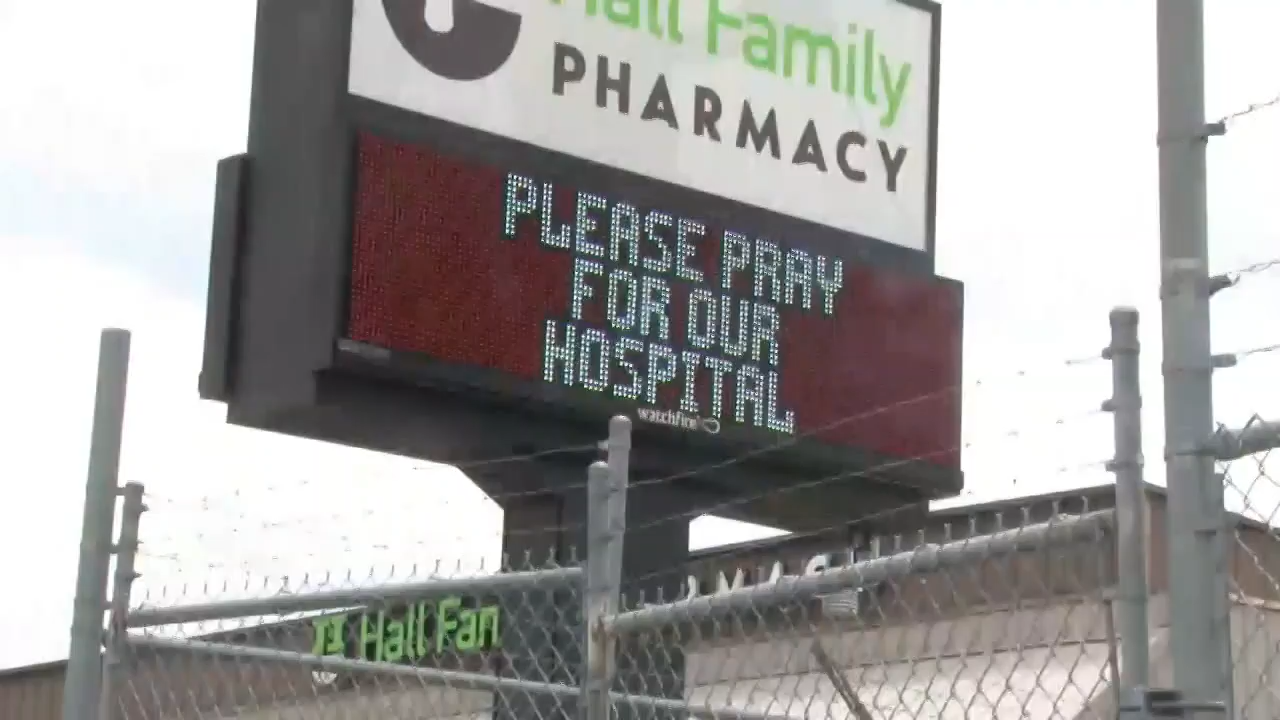 Hall Family
PHARMACY
PLEASE PRAY
FOR OUR
HOSPITAL
watchfire
Hall Fan